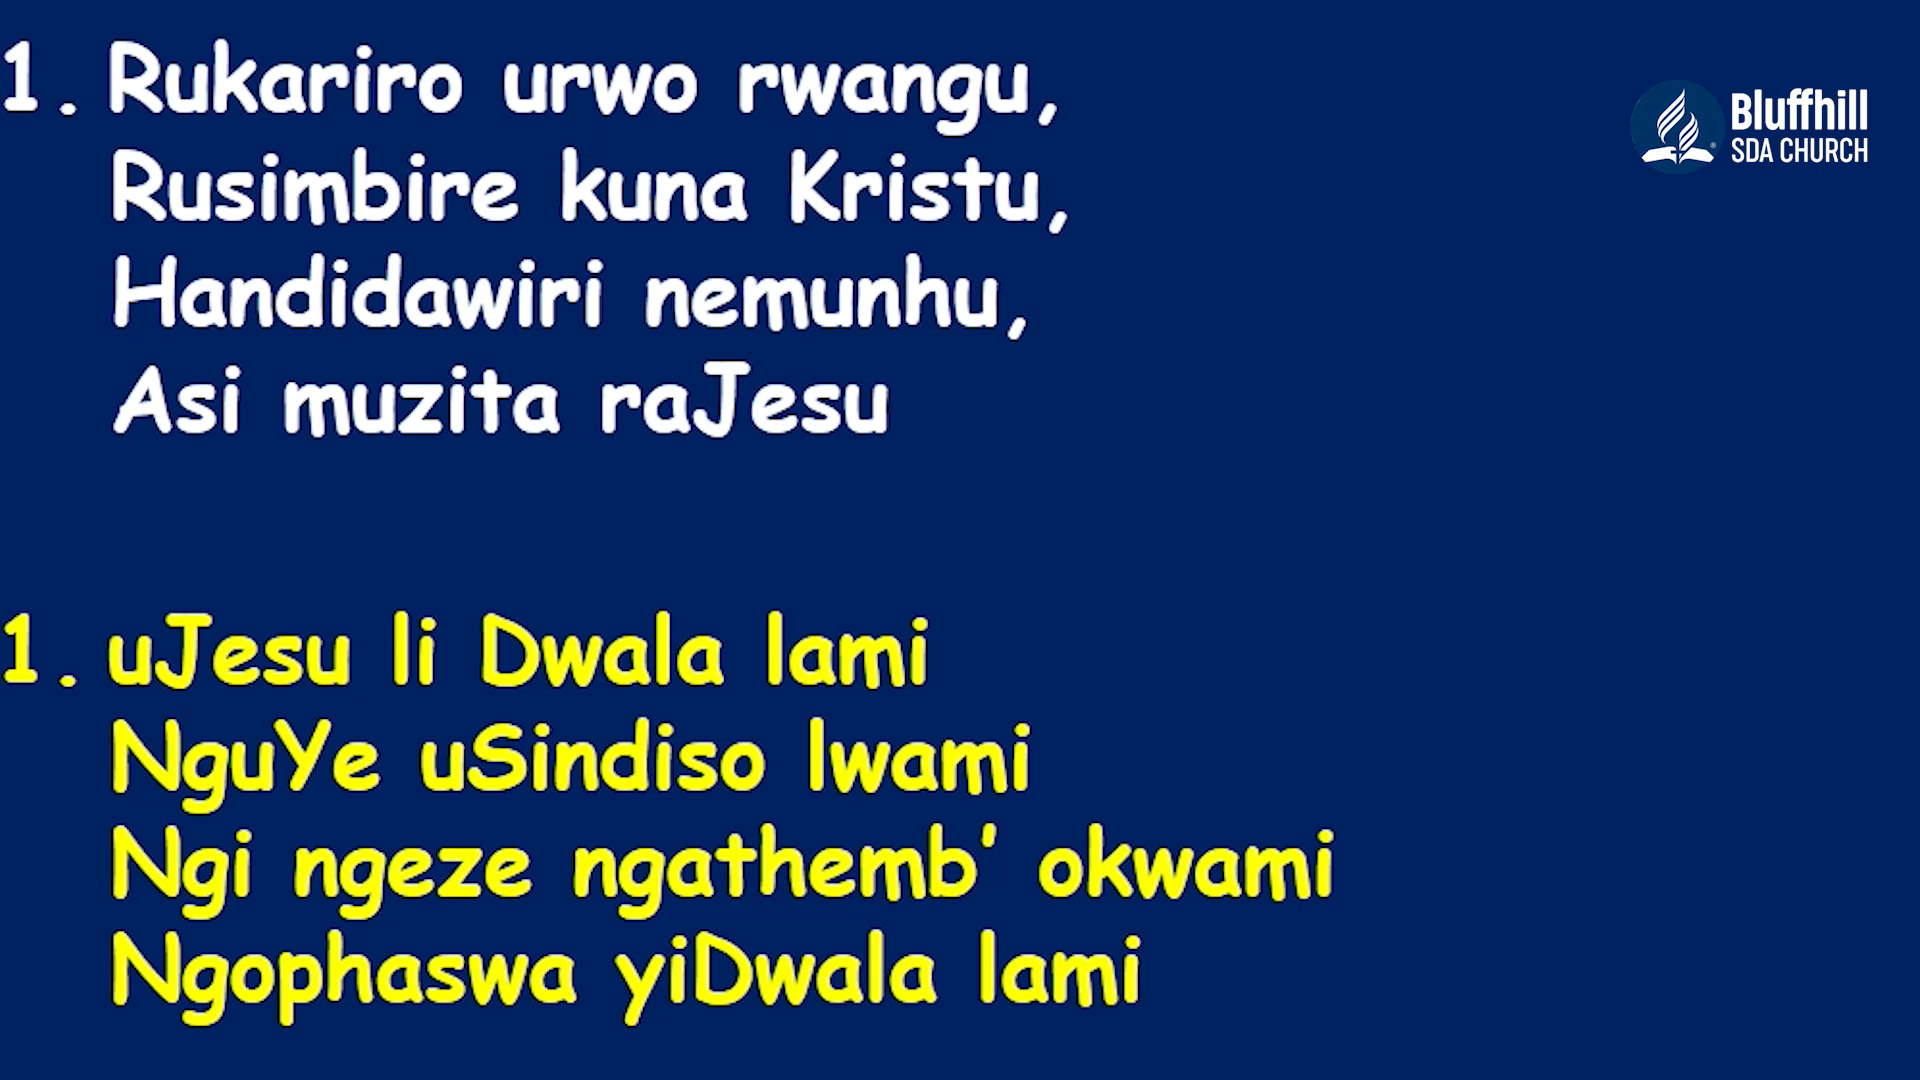 1. Rukariro urwo rwangu,
Rusimbire kuna Kristu,
Handidawiri nemunhu,
Asi muzita raJesu
Bluffhill
SDA CHURCH
1. uJesu li Dwala lami
NguYe uSindiso lwami
Ngi ngeze ngathemb' okwami
Ngophaswa yiDwala lami